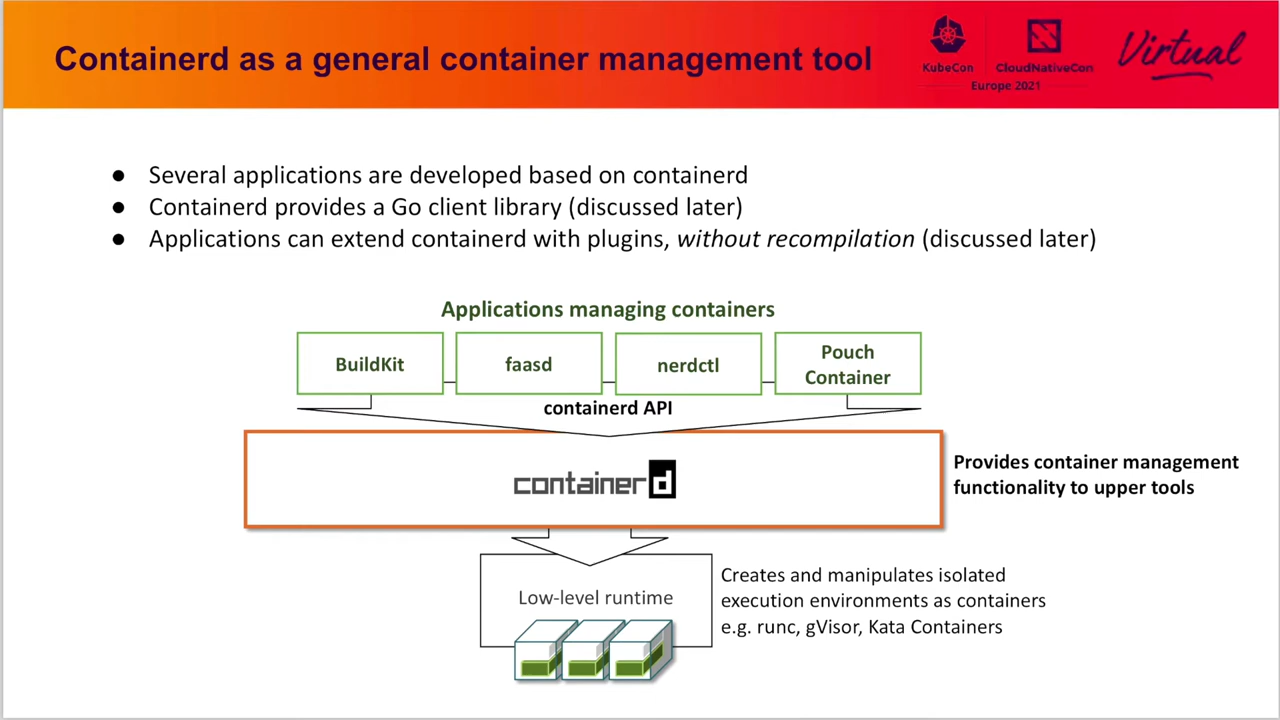 Containerd as a general container management tool
KubeCon
CloudNativeCon
Europe 2021
Virtual
● Several applications are developed based on containerd
● Containerd provides a Go client library (discussed later)
● Applications can extend containerd with plugins, without recompilation (discussed later)
Applications managing containers
BuildKit
faasd
nerdctl
Pouch
Container
containerd API
containerd
Provides container management
functionality to upper tools
Low-level runtime
Creates and manipulates isolated
execution environments as containers
e.g. runc, gVisor, Kata Containers